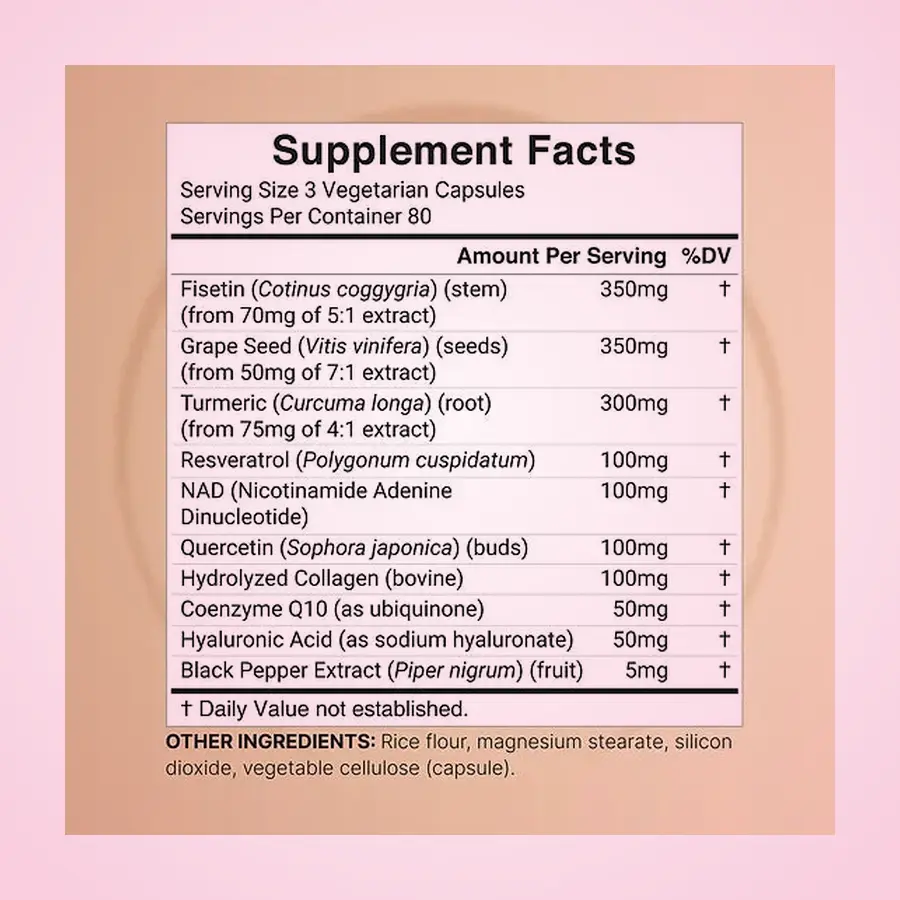 Supplement Facts
Serving Size 3 Vegetarian Capsules
Servings Per Container 80
Amount Per Serving %DV
Fisetin (Cotinus coggygria) (stem) 350mg †
(from 70mg of 5:1 extract)
Grape Seed (Vitis vinifera) (seeds) 350mg †
(from 50mg of 7:1 extract)
Turmeric (Curcuma longa) (root) 300mg †
(from 75mg of 4:1 extract)
Resveratrol (Polygonum cuspidatum) 100mg †
NAD (Nicotinamide Adenine 100mg †
Dinucleotide)
Quercetin (Sophora japonica) (buds) 100mg †
Hydrolyzed Collagen (bovine) 100mg †
Coenzyme Q10 (as ubiquinone) 50mg †
Hyaluronic Acid (as sodium hyaluronate) 50mg †
Black Pepper Extract (Piper nigrum) (fruit) 5mg †
† Daily Value not established.
OTHER INGREDIENTS: Rice flour, magnesium stearate, silicon
dioxide, vegetable cellulose (capsule).